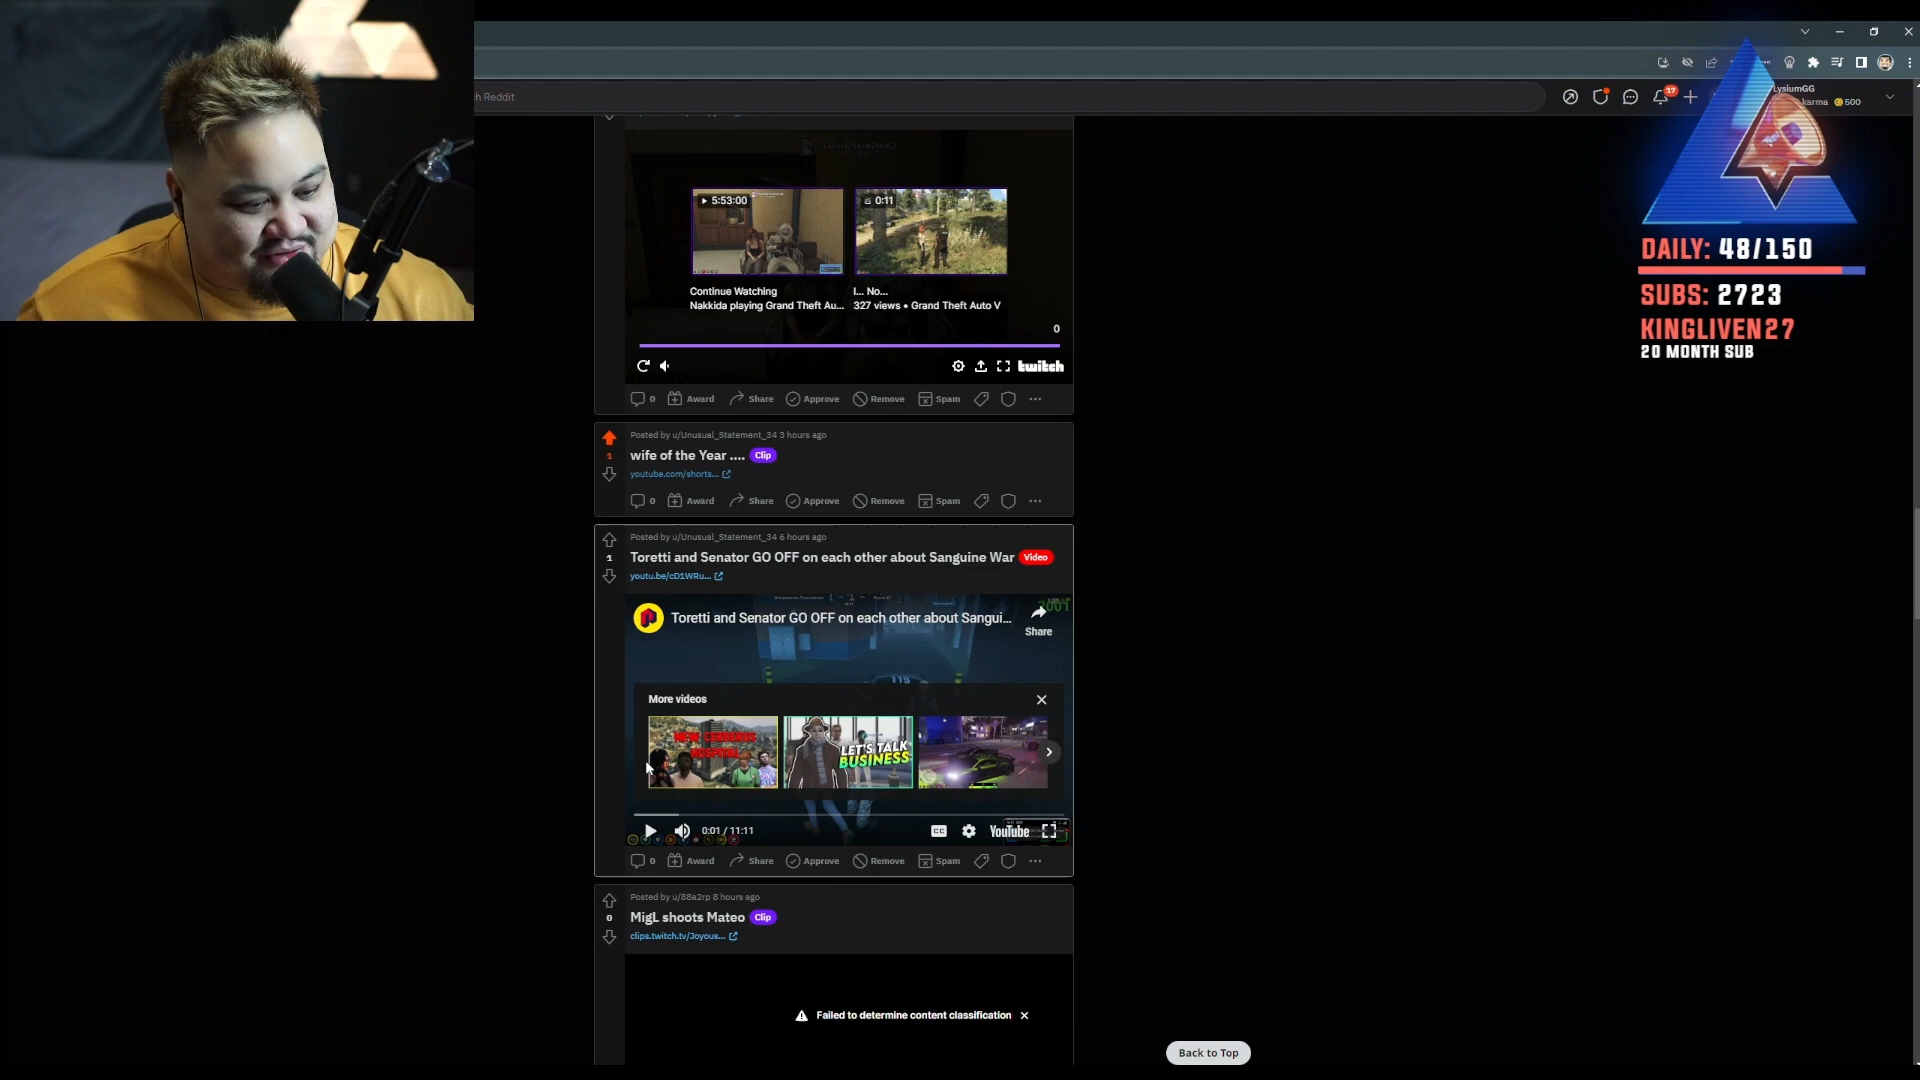 h Reddit
17
LysiumGG
karma 500
5:53:00
0:11
Continue Watching
Nakkida playing Grand Theft Au...
I... No...
327 views • Grand Theft Auto V
0
twitch
0 Award Share Approve Remove Spam
Posted by u/Unusual_Statement_34 3 hours ago
1
wife of the Year .... Clip
youtube.com/shorts...
0 Award Share Approve Remove Spam
Posted by u/Unusual_Statement_34 6 hours ago
1
Toretti and Senator GO OFF on each other about Sanguine War Video
youtu.be/cD1WRu...
Toretti and Senator GO OFF on each other about Sangui...
Share
More videos
LET'S TALK
BUSINESS
0:01 / 11:11
CC
YouTube
0 Award Share Approve Remove Spam
Posted by u/88a2rp 8 hours ago
0
MigL shoots Mateo Clip
clips.twitch.tv/Joyous...
Failed to determine content classification
Back to Top
DAILY: 48/150
SUBS: 2723
KINGLIVEN27
20 MONTH SUB